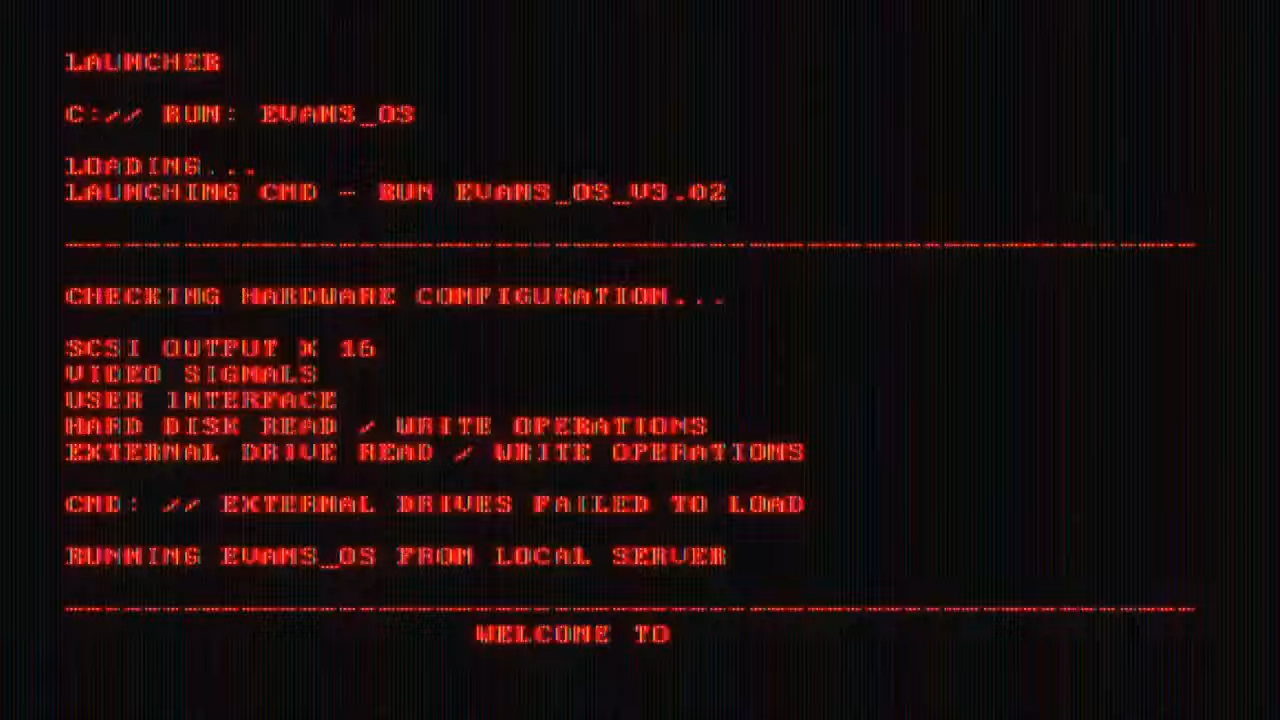 LAUNCHER
C:// RUN: EVANS_OS
LOADING...
LAUNCHING CMD - RUN EVANS_OS_V3.02
CHECKING HARDWARE CONFIGURATION...
SCSI OUTPUT X 16
VIDEO SIGNALS
USER INTERFACE
HARD DISK READ / WRITE OPERATIONS
EXTERNAL DRIVE READ / WRITE OPERATIONS
CMD: // EXTERNAL DRIVES FAILED TO LOAD
RUNNING EVANS_OS FROM LOCAL SERVER
WELCOME TO